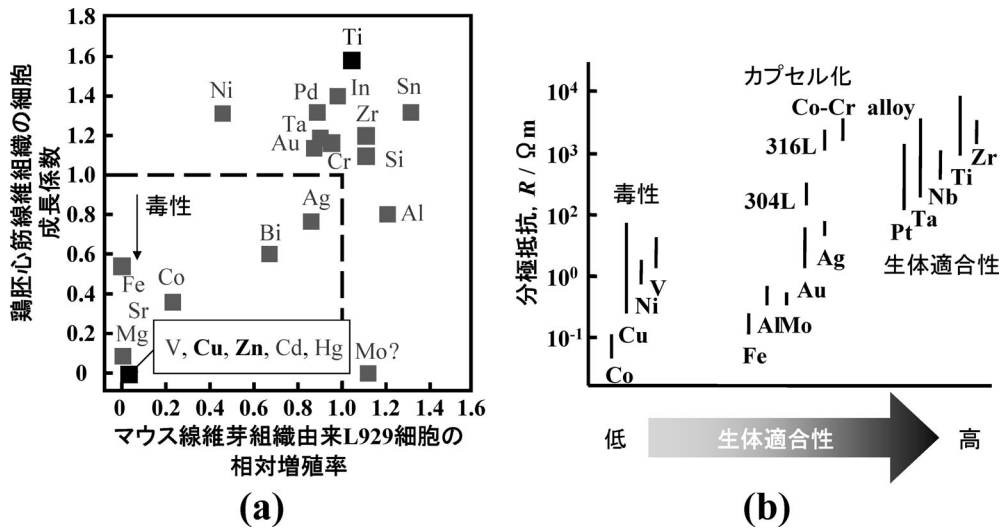 鶏胚心筋線維組織の細胞
成長係数
1.8
1.6
1.4
1.2
1.0
0.8
0.6
0.4
0.2
0
Ti
Ni
Pd
In
Sn
Ta
Zr
Au
Cr
Si
毒性
Ag
Al
Bi
Fe
Co
Sr
Mg
V, Cu, Zn, Cd, Hg
Mo?
0 0.2 0.4 0.6 0.8 1.0 1.2 1.4 1.6
マウス線維芽組織由来L929細胞の
相対増殖率
(a)
分極抵抗, R / Ωm
10⁴
10³
10²
10⁰
10⁻¹
カプセル化
Co-Cr alloy
316L
304L
毒性
Zr
Ti
Nb
Ta
Pt
生体適合性
Ag
V
Ni
Au
Cu
Al
Mo
Fe
Co
低
生体適合性
高
(b)